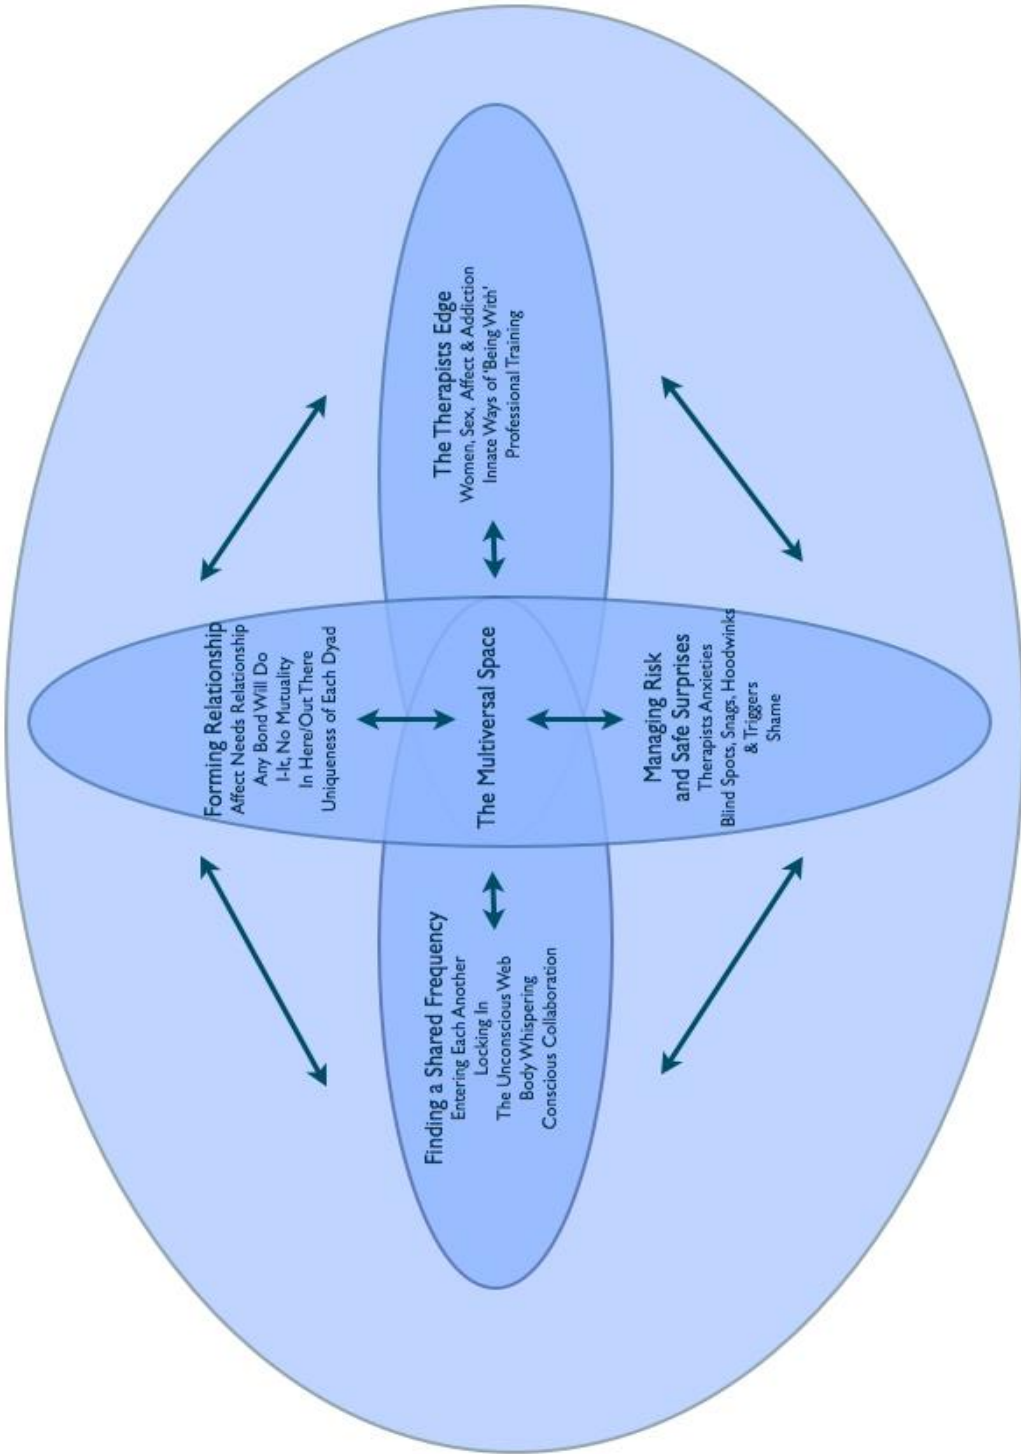 Forming Relationship
Affect Needs Relationship
Any Bond Will Do
I-It, No Mutuality
In Here/Out There
Uniqueness of Each Dyad
Finding a Shared Frequency
Entering Each Another
Locking In
The Unconscious Web
Body Whispering
Conscious Collaboration
The Multiversal Space
The Therapists Edge
Women, Sex, Affect & Addiction
Innate Ways of 'Being With'
Professional Training
Managing Risk
and Safe Surprises
Therapists Anxieties
Blind Spots, Snags, Hoodwinks
& Triggers
Shame